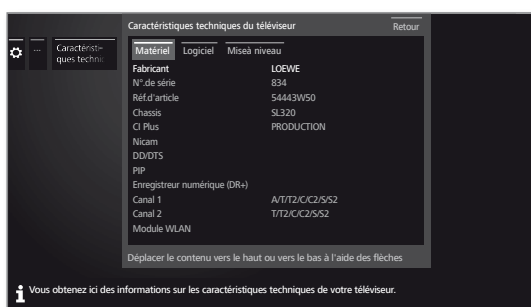 Caractéristiques techniques du téléviseur
Retour
...
Caractéristi-
ques technic
Matériel Logiciel Miseà niveau
Fabricant LOEWE
N°.de série 834
Réf.d'article 54443W50
Chassis SL320
CI Plus PRODUCTION
Nicam
DD/DTS
PIP
Enregistreur numérique (DR+)
Canal 1 A/T/T2/C/C2/S/S2
Canal 2 T/T2/C/C2/S/S2
Module WLAN
Déplacer le contenu vers le haut ou vers le bas à l'aide des flèches
Vous obtenez ici des informations sur les caractéristiques techniques de votre téléviseur.